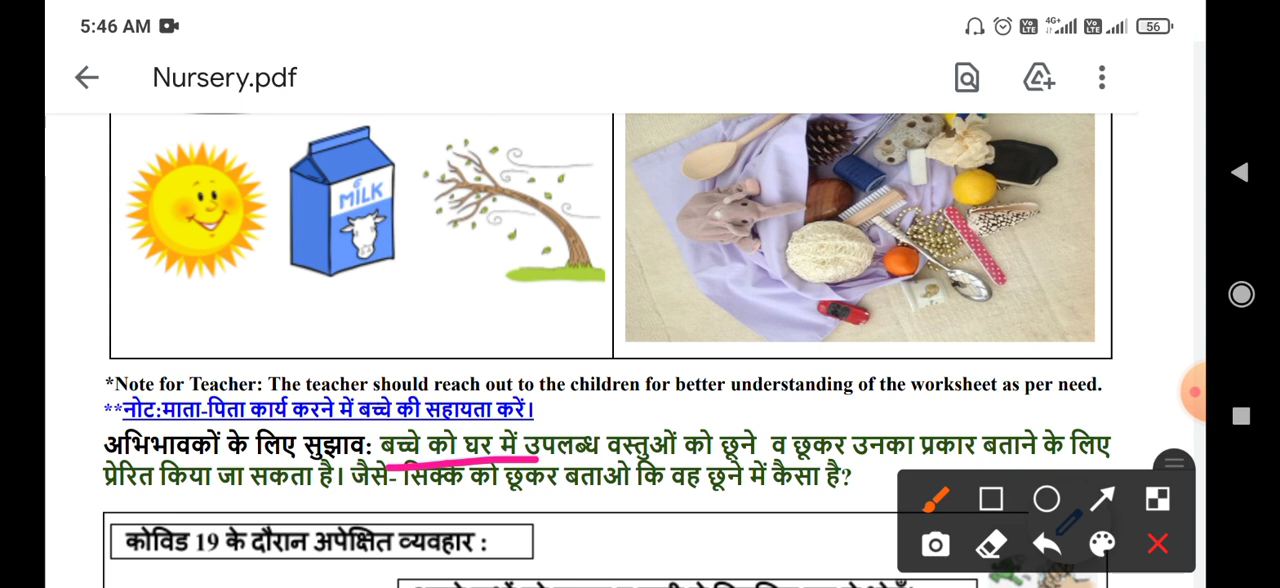 5:46 AM
4G+
56
Nursery.pdf
MILK
*Note for Teacher: The teacher should reach out to the children for better understanding of the worksheet as per need.
**नोट:माता-पिता कार्य करने में बच्चे की सहायता करें।
अभिभावकों के लिए सुझाव: बच्चे को घर में उपलब्ध वस्तुओं को छूने व छूकर उनका प्रकार बताने के लिए
प्रेरित किया जा सकता है। जैसे- सिक्के को छूकर बताओ कि वह छूने में कैसा है?
कोविड 19 के दौरान अपेक्षित व्यवहार :